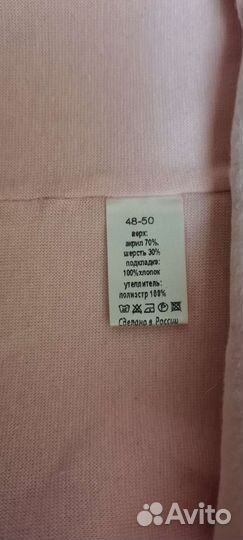 48-50
верх:
акрил 70%,
шерсть 30%
подкладка:
100%хлопок
утеплитель:
полиэстр 100%
Сделано в России
Avito